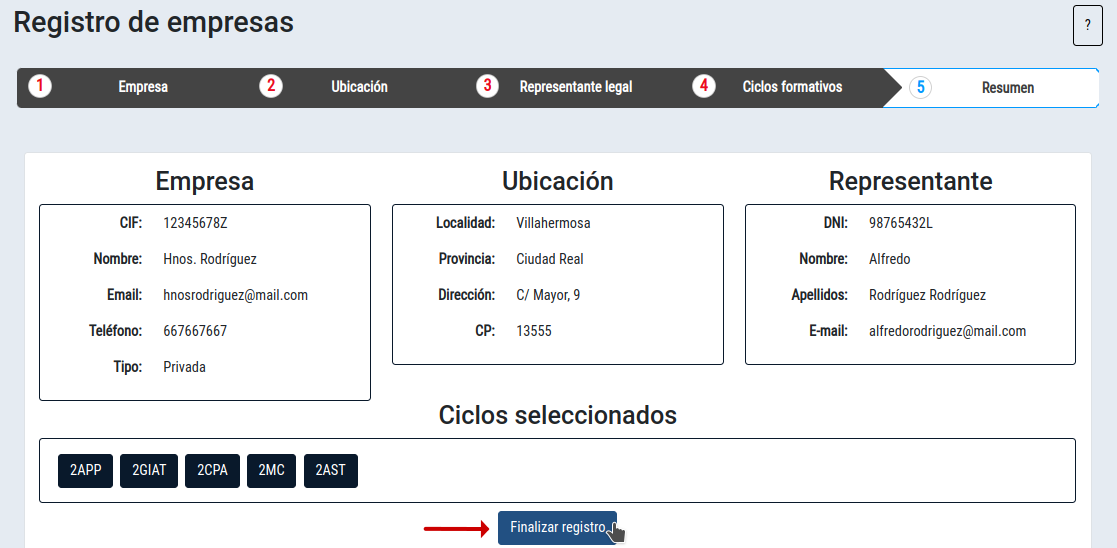 Registro de empresas
?
1 Empresa 2 Ubicación 3 Representante legal 4 Ciclos formativos 5 Resumen
Empresa
CIF: 12345678Z
Nombre: Hnos. Rodríguez
Email: hnosrodriguez@mail.com
Teléfono: 667667667
Tipo: Privada
Ubicación
Localidad: Villahermosa
Provincia: Ciudad Real
Dirección: C/ Mayor, 9
CP: 13555
Representante
DNI: 98765432L
Nombre: Alfredo
Apellidos: Rodríguez Rodríguez
E-mail: alfredorodriguez@mail.com
Ciclos seleccionados
2APP 2GIAT 2CPA 2MC 2AST
Finalizar registro